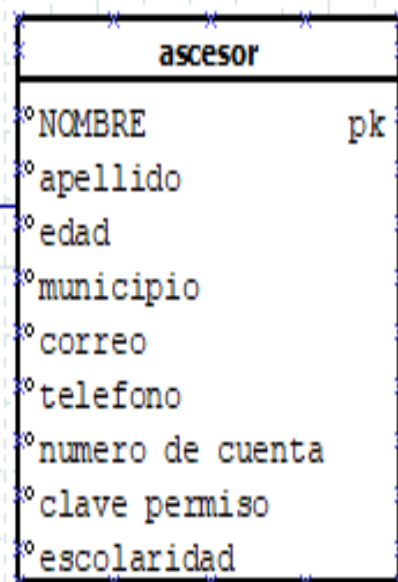 ascesor
NOMBRE pk
apellido
edad
municipio
correo
telefono
numero de cuenta
clave permiso
escolaridad